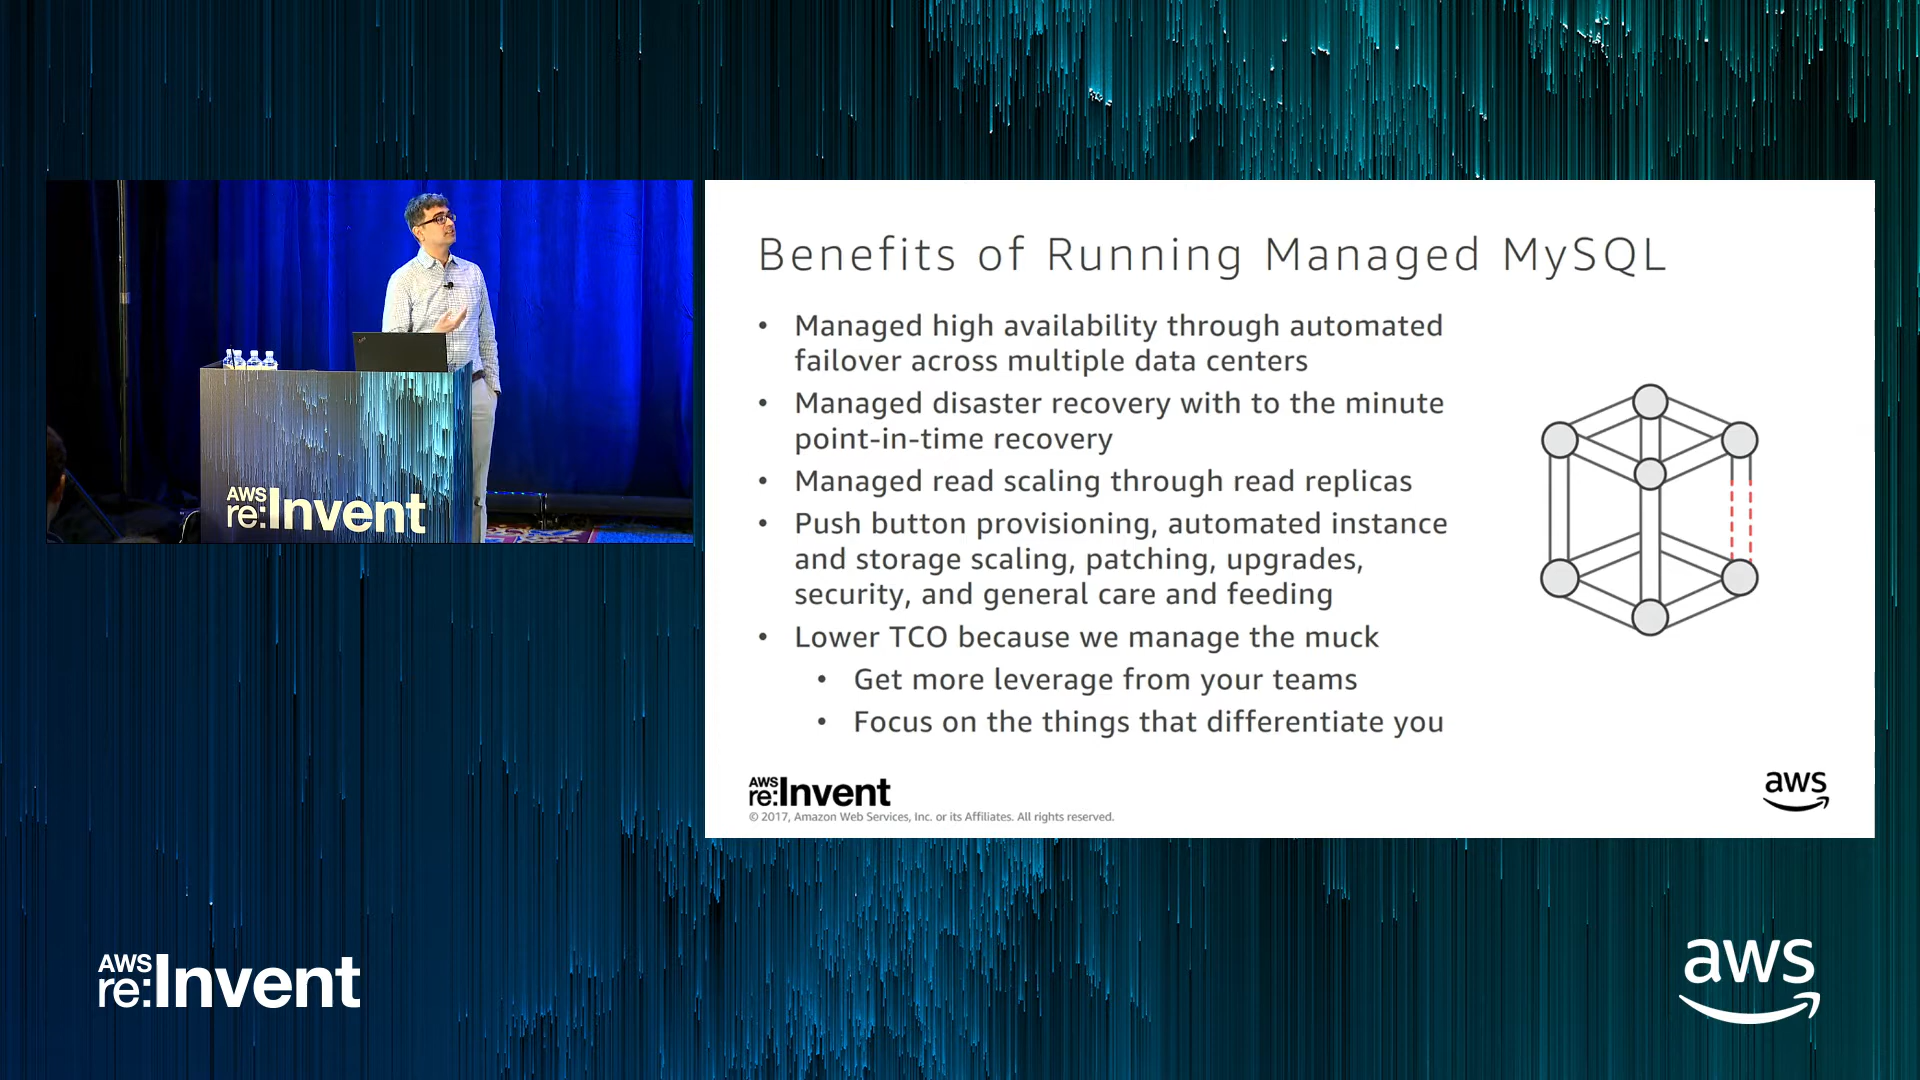 AWS
re:Invent
Benefits of Running Managed MySQL
• Managed high availability through automated
failover across multiple data centers
• Managed disaster recovery with to the minute
point-in-time recovery
• Managed read scaling through read replicas
• Push button provisioning, automated instance
and storage scaling, patching, upgrades,
security, and general care and feeding
• Lower TCO because we manage the muck
• Get more leverage from your teams
• Focus on the things that differentiate you
AWS
re:Invent
© 2017, Amazon Web Services, Inc. or its Affiliates. All rights reserved.
aws
AWS
re:Invent
aws